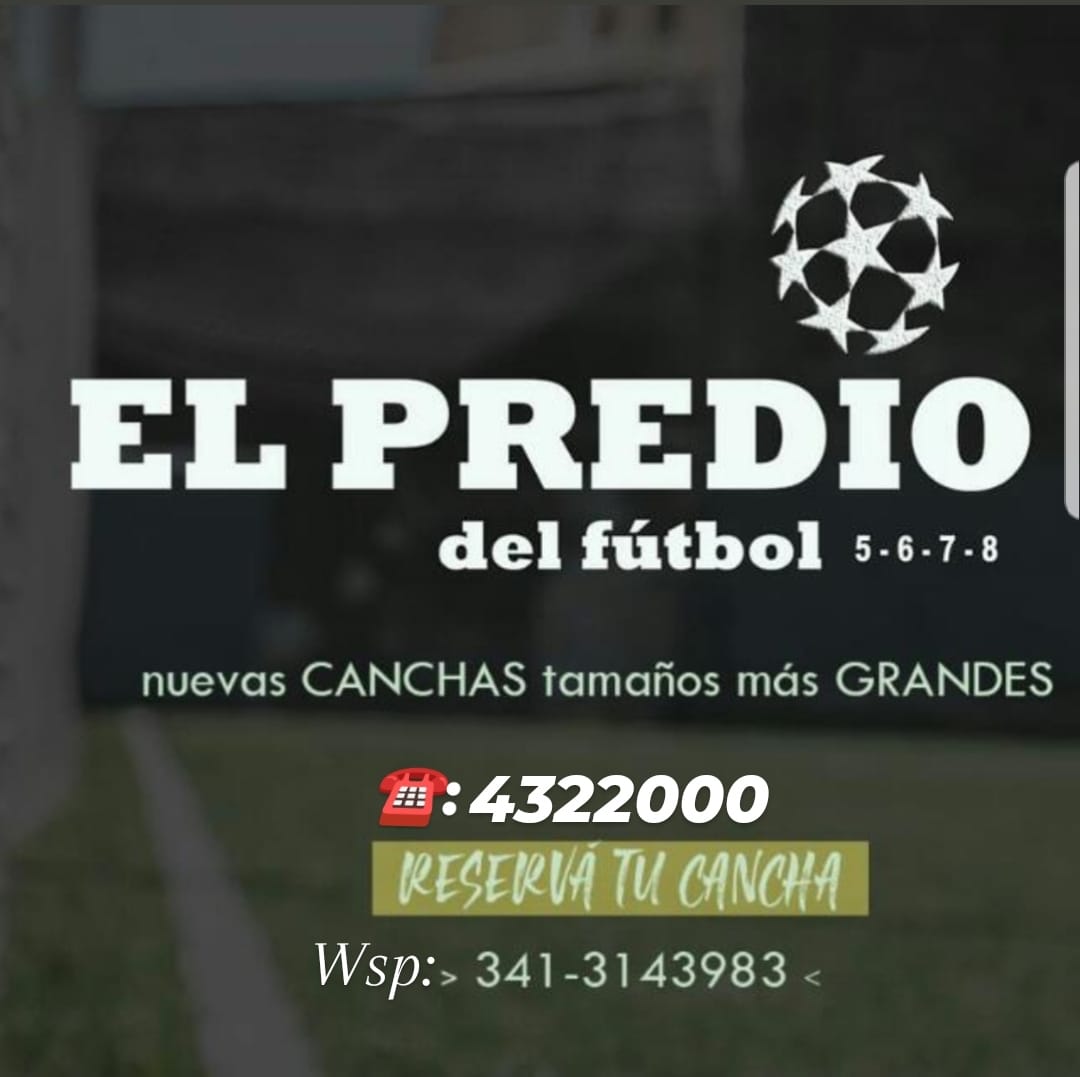 EL PREDIO
del fútbol 5-6-7-8
nuevas CANCHAS tamaños más GRANDES
☎️: 4322000
RESERVÁ TU CANCHA
Wsp:> 341-3143983 <